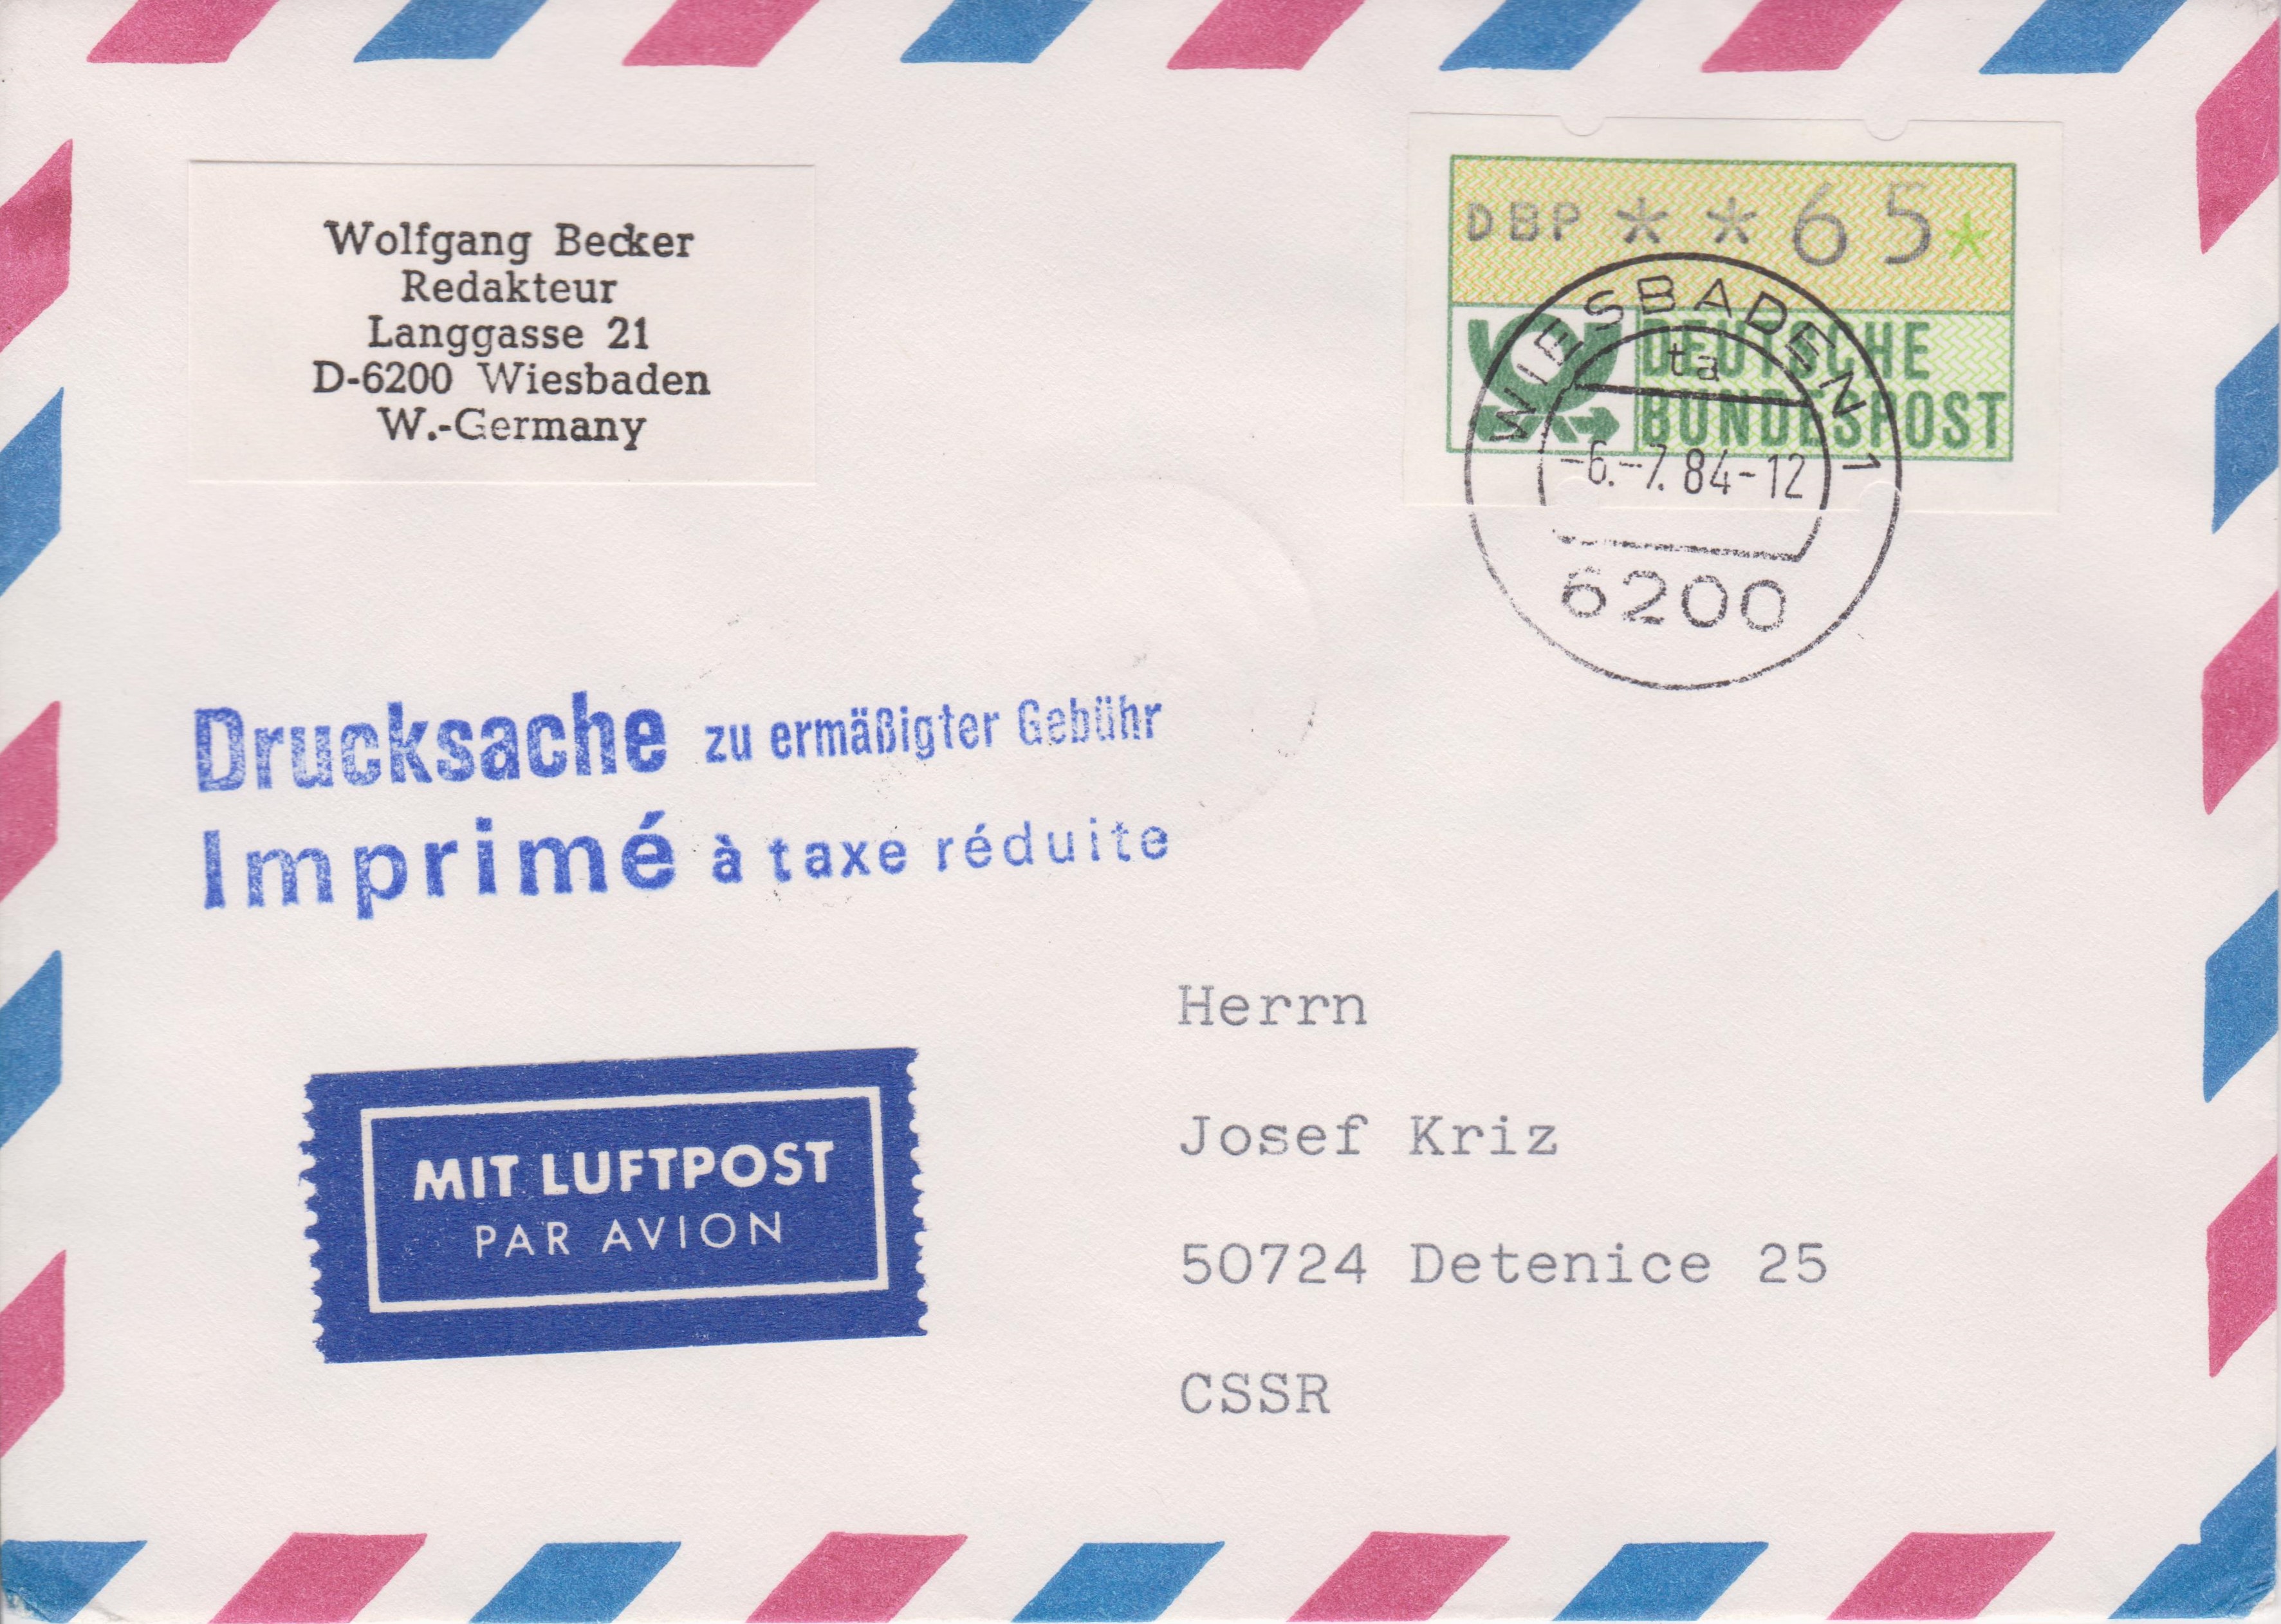 Wolfgang Becker
Redakteur
Langgasse 21
D-6200 Wiesbaden
W.-Germany
DBP **65*
DEUTSCHE
BUNDESPOST
WIESBADEN 1
ta
-6.-7.84-12
6200
Drucksache zu ermäßigter Gebühr
Imprimé à taxe réduite
MIT LUFTPOST
PAR AVION
Herrn
Josef Kriz
50724 Detenice 25
CSSR